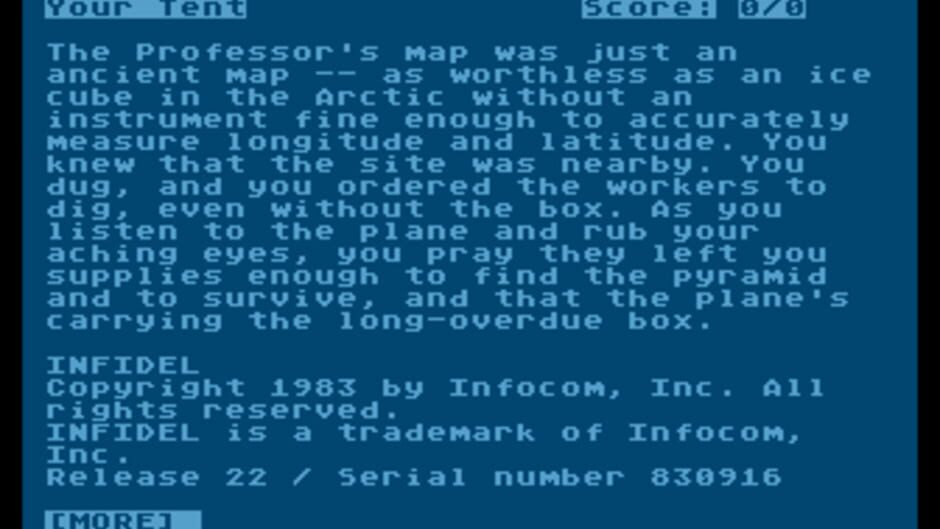 Your Tent Score: 0/0
The Professor's map was just an
ancient map -- as worthless as an ice
cube in the Arctic without an
instrument fine enough to accurately
measure longitude and latitude. You
knew that the site was nearby. You
dug, and you ordered the workers to
dig, even without the box. As you
listen to the plane and rub your
aching eyes, you pray they left you
supplies enough to find the pyramid
and to survive, and that the plane's
carrying the long-overdue box.
INFIDEL
Copyright 1983 by Infocom, Inc. All
rights reserved.
INFIDEL is a trademark of Infocom,
Inc.
Release 22 / Serial number 830916
[MORE]